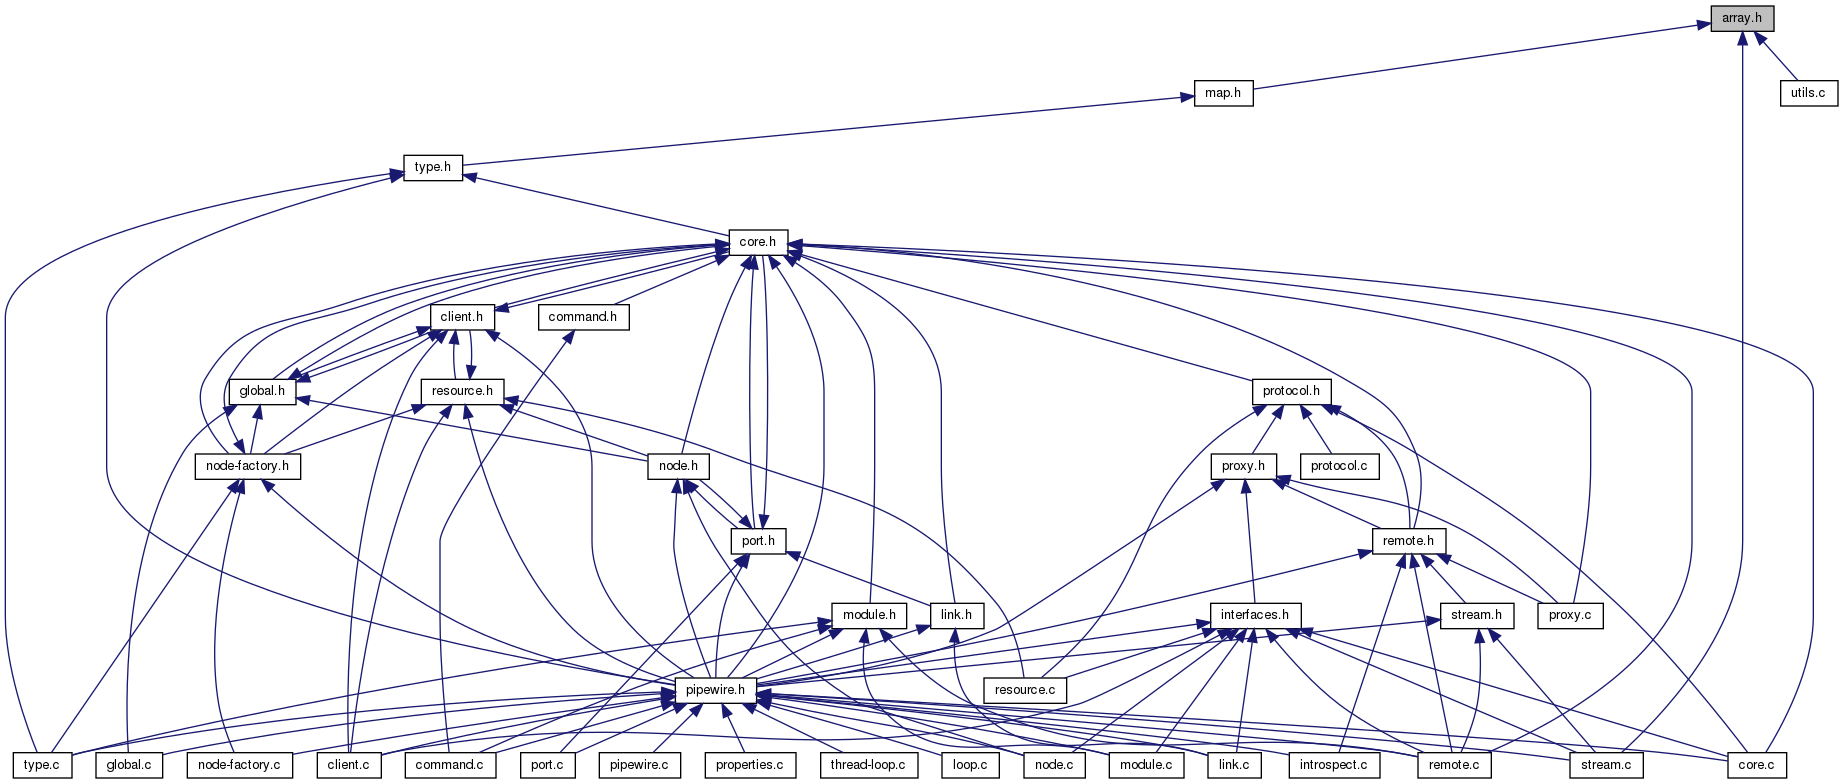 array.h
map.h
utils.c
type.h
core.h
client.h
command.h
global.h
resource.h
protocol.h
node-factory.h
node.h
proxy.h
protocol.c
port.h
remote.h
module.h
link.h
interfaces.h
stream.h
proxy.c
pipewire.h
resource.c
type.c
global.c
node-factory.c
client.c
command.c
port.c
pipewire.c
properties.c
thread-loop.c
loop.c
node.c
module.c
link.c
introspect.c
remote.c
stream.c
core.c